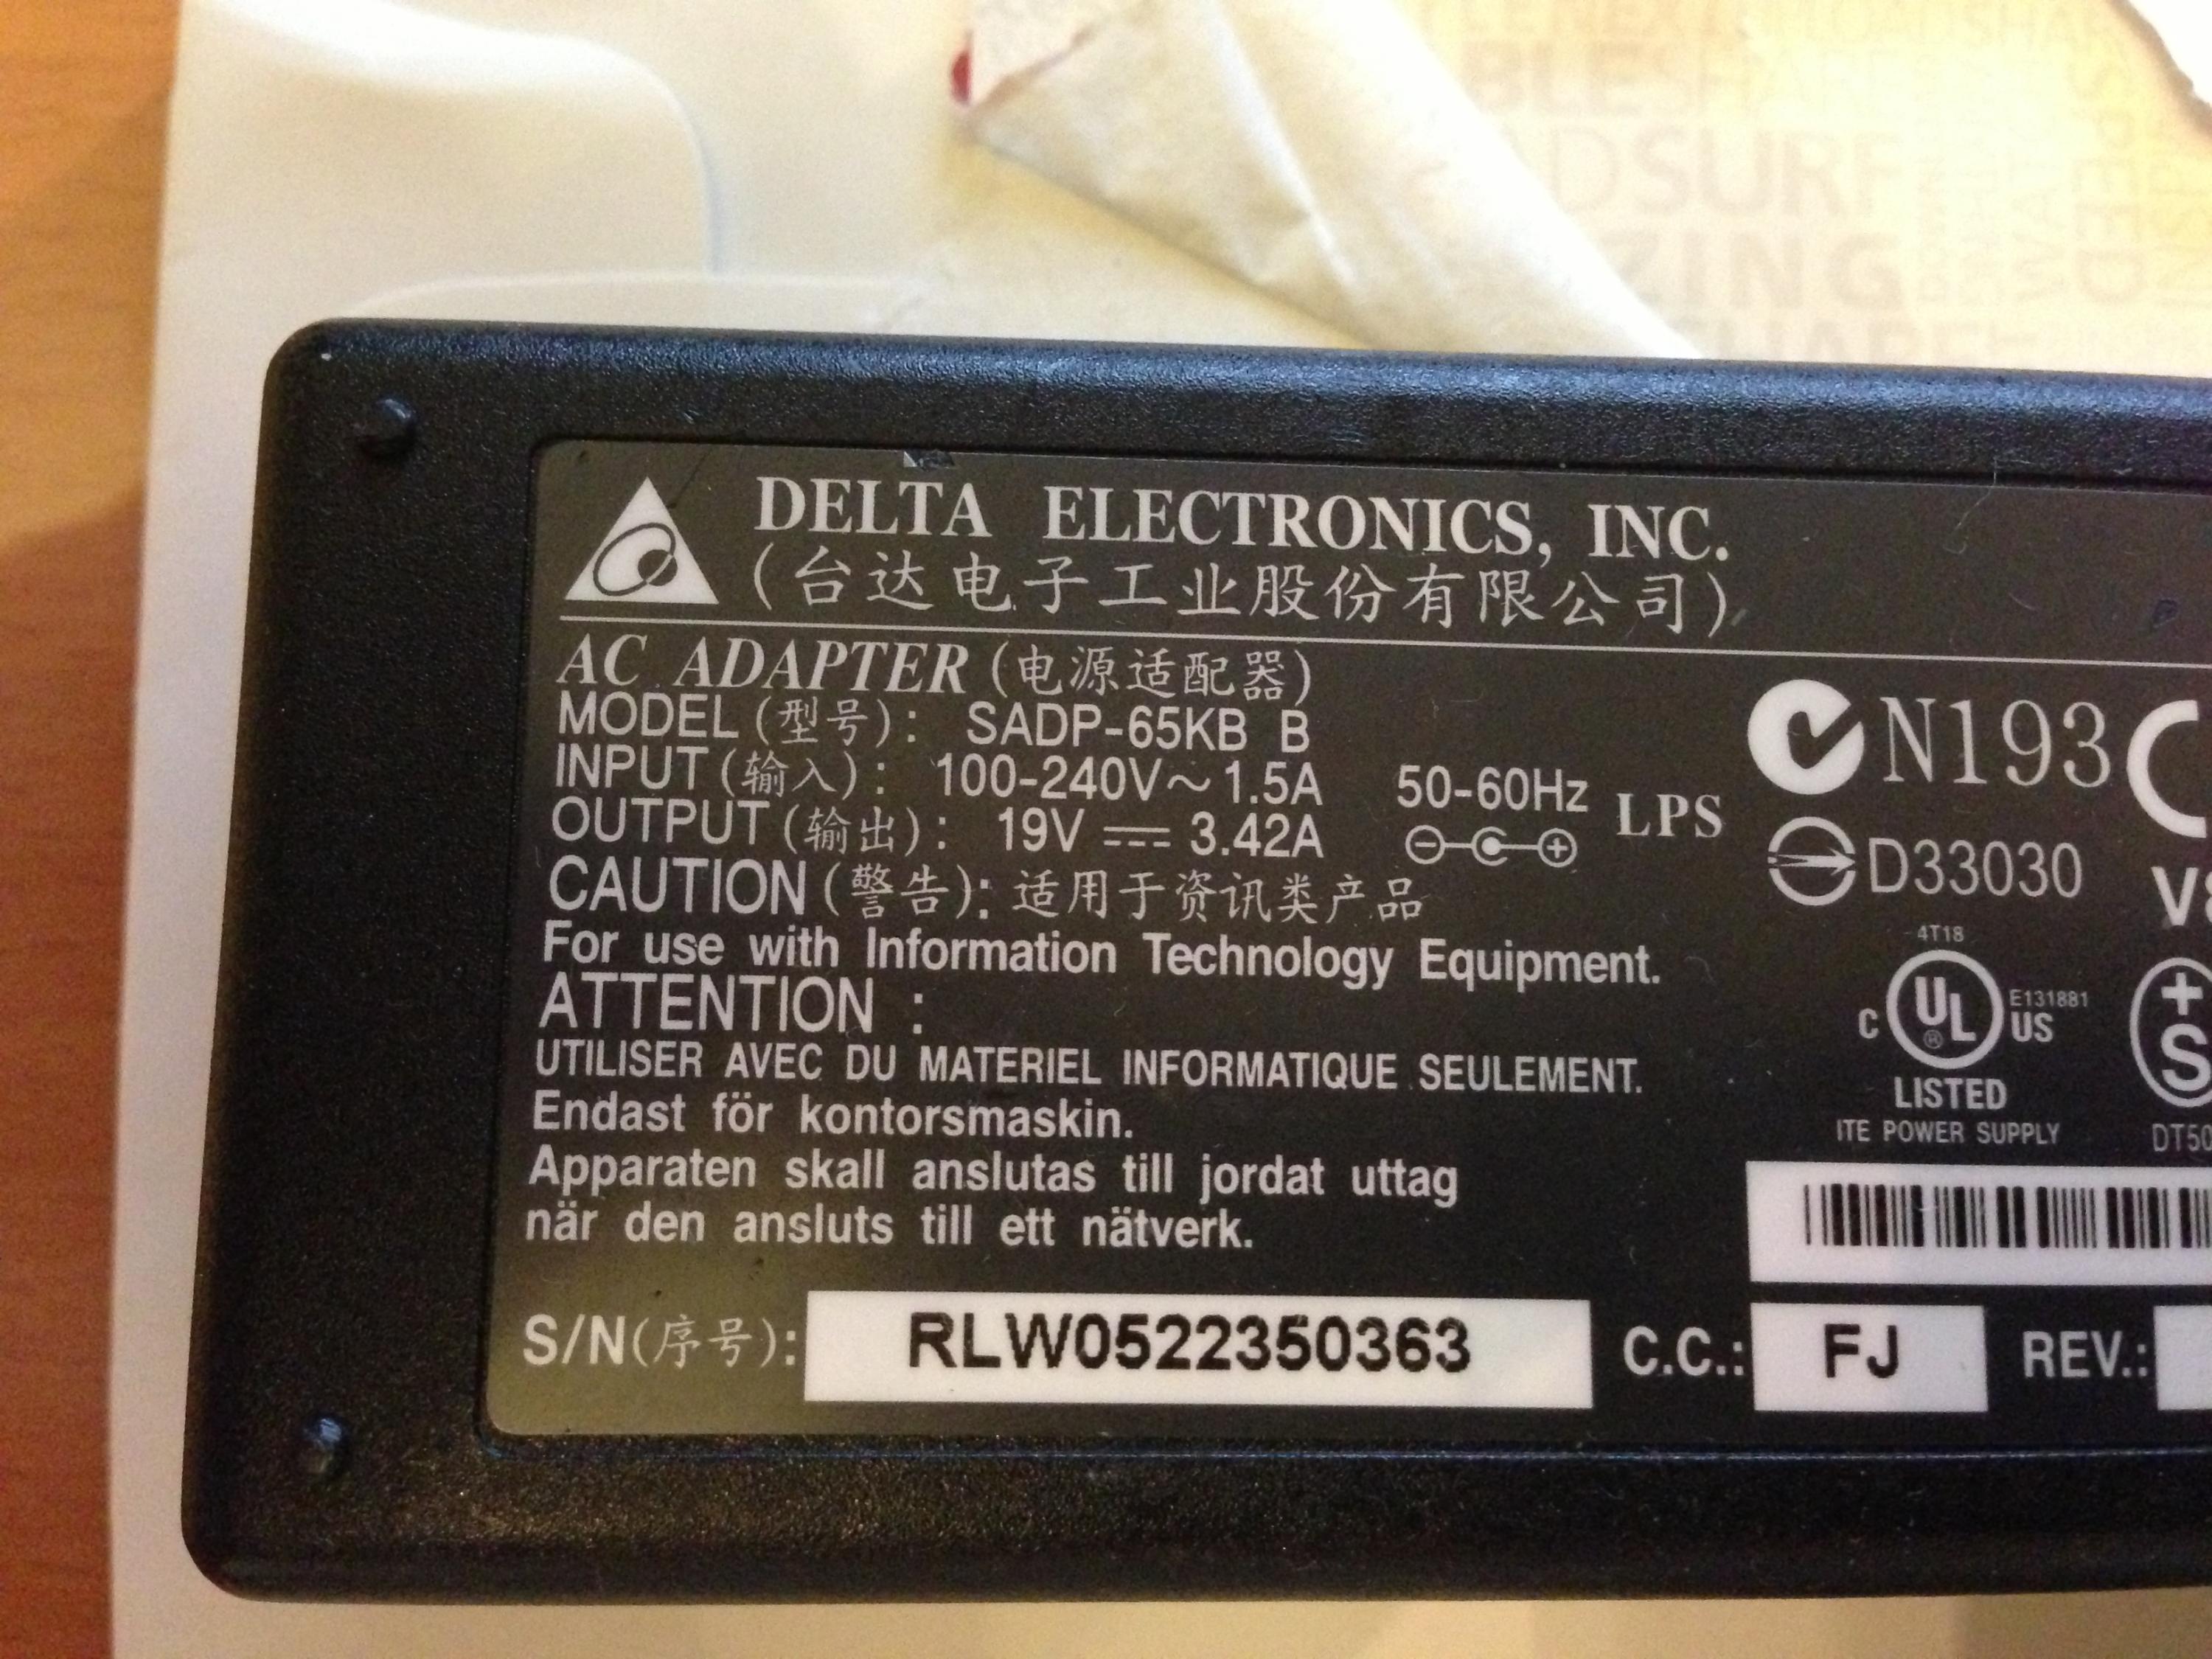 BLESHARE
DSURF
ZING
DELTA ELECTRONICS, INC.
(台达电子工业股份有限公司)
AC ADAPTER (电源适配器)
MODEL (型号): SADP-65KB B
INPUT (输入): 100-240V~1.5A 50-60Hz
OUTPUT (输出): 19V ⎓ 3.42A LPS
CAUTION (警告): 适用于资讯类产品
For use with Information Technology Equipment.
ATTENTION :
UTILISER AVEC DU MATERIEL INFORMATIQUE SEULEMENT.
Endast för kontorsmaskin.
Apparaten skall anslutas till jordat uttag
när den ansluts till ett nätverk.
S/N(序号): RLW0522350363 C.C.: FJ REV.:
N193
D33030
4T18
C UL ® US E131881
LISTED
ITE POWER SUPPLY
+S
DT50